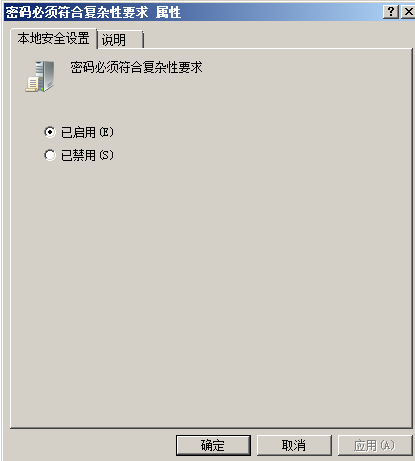 密码必须符合复杂性要求 属性
本地安全设置 说明
密码必须符合复杂性要求
已启用(E)
已禁用(S)
确定 取消 应用(A)